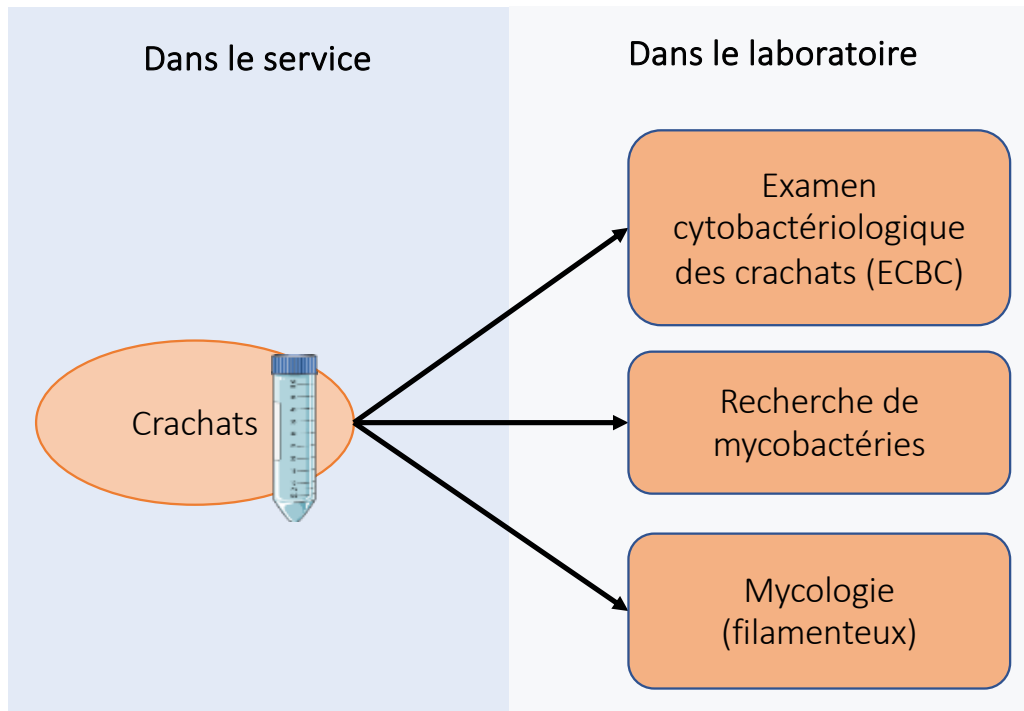 Dans le service
Dans le laboratoire
Crachats
Examen
cytobactériologique
des crachats (ECBC)
Recherche de
mycobactéries
Mycologie
(filamenteux)